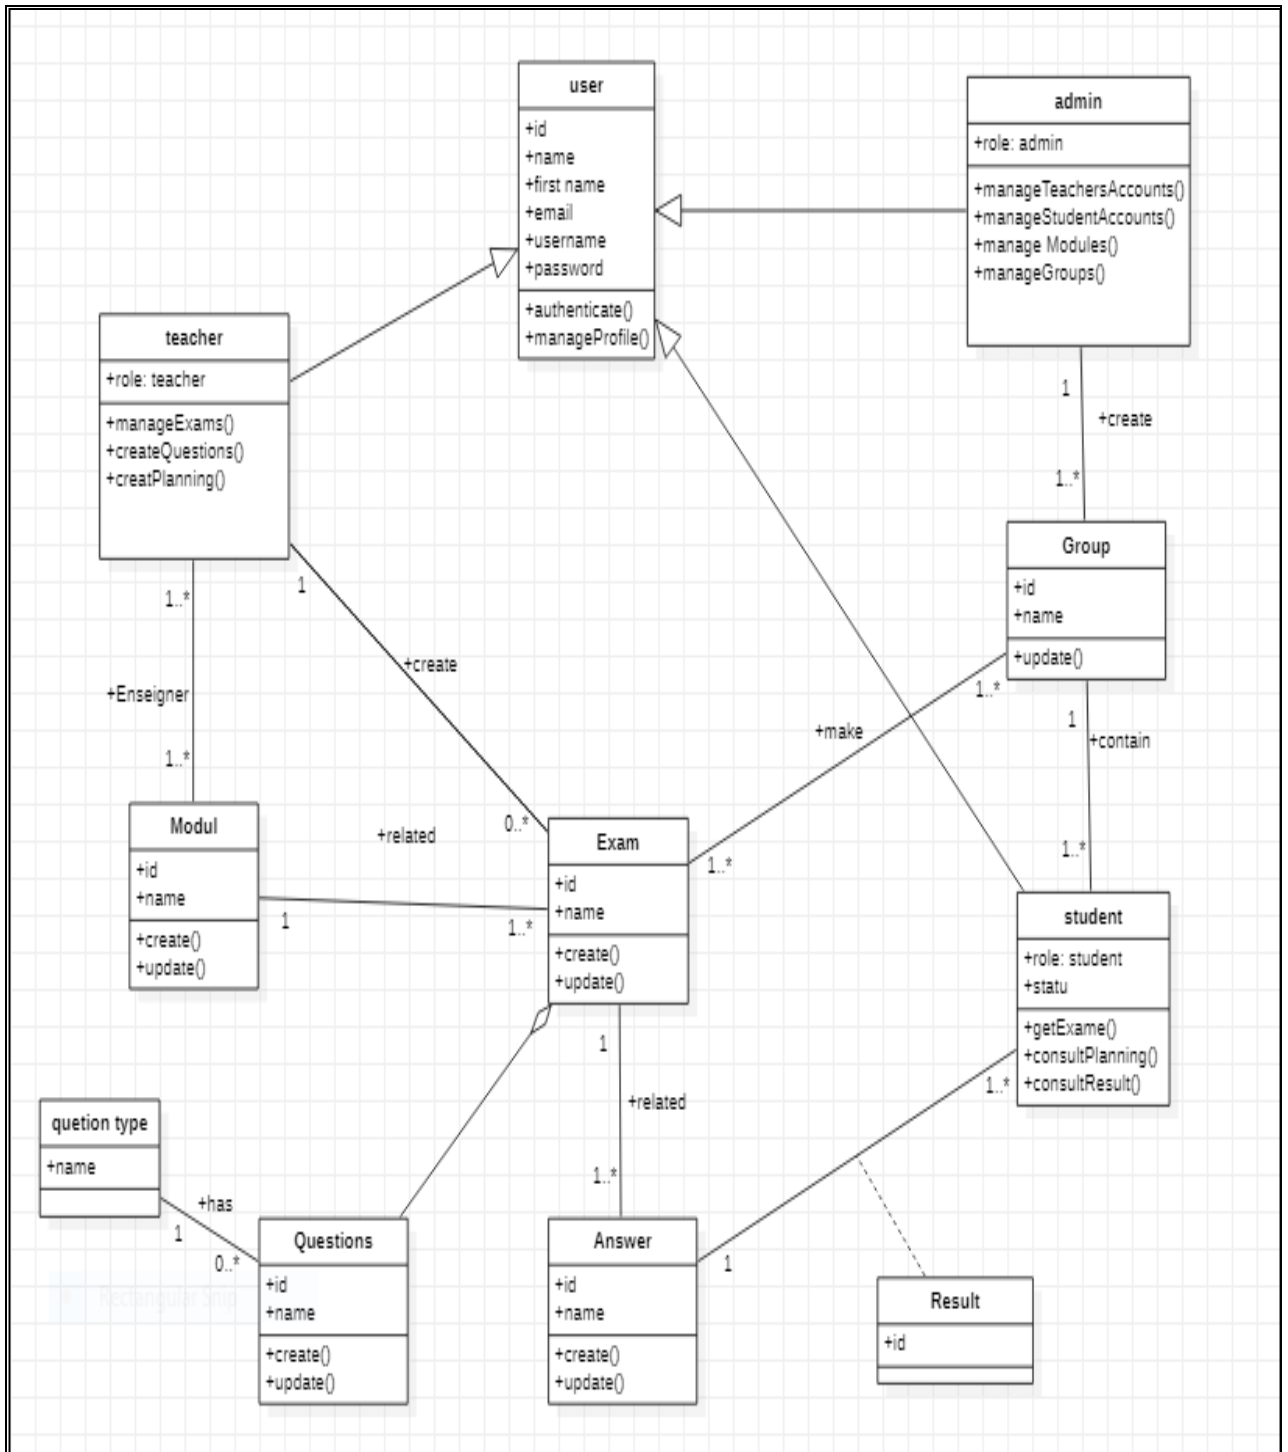 user
+id
+name
+first name
+email
+username
+password
+authenticate()
+manageProfile()
admin
+role: admin
+manageTeachersAccounts()
+manageStudentAccounts()
+manage Modules()
+manageGroups()
teacher
+role: teacher
+manageExams()
+createQuestions()
+creatPlanning()
1
+create
1..*
Group
+id
+name
+update()
1..*
+Enseigner
1..*
1
+create
0..*
+make
1..*
1..*
1
+contain
1..*
Modul
+id
+name
+create()
+update()
+related
1
1..*
Exam
+id
+name
+create()
+update()
student
+role: student
+statu
+getExame()
+consultPlanning()
+consultResult()
1
+related
1..*
1..*
1
quetion type
+name
+has
1
0..*
Questions
+id
+name
+create()
+update()
Answer
+id
+name
+create()
+update()
Result
+id
Rectangular Snip